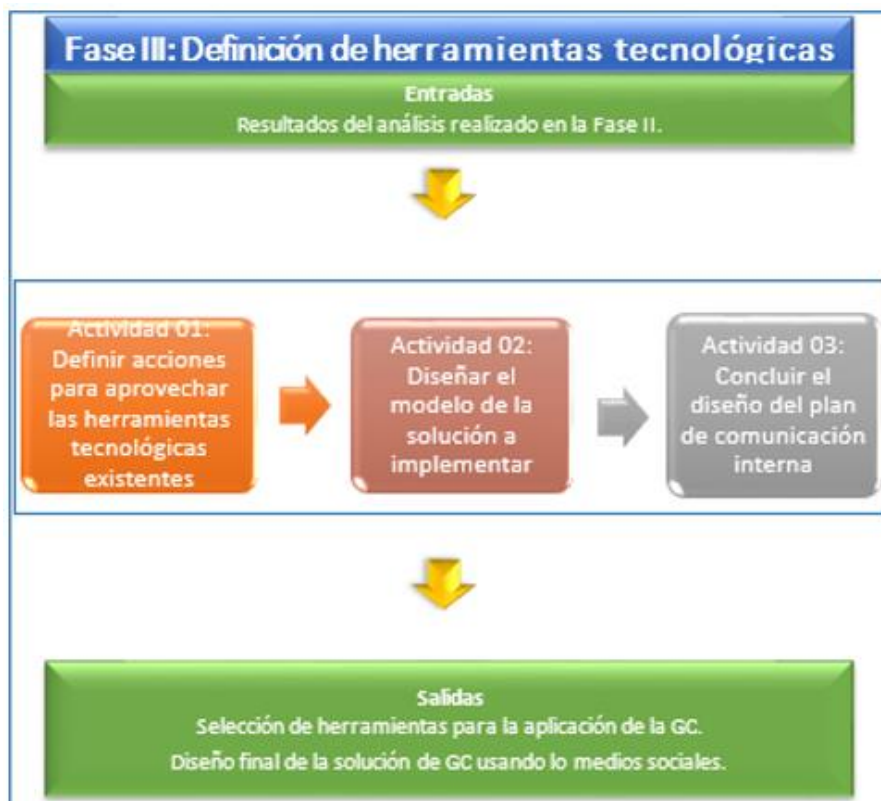 Fase III: Definición de herramientas tecnológicas
Entradas
Resultados del análisis realizado en la Fase II.
Actividad 01:
Definir acciones
para aprovechar
las herramientas
tecnológicas
existentes
Actividad 02:
Diseñar el
modelo de la
solución a
implementar
Actividad 03:
Concluir el
diseño del plan
de comunicación
interna
Salidas
Selección de herramientas para la aplicación de la GC.
Diseño final de la solución de GC usando lo medios sociales.